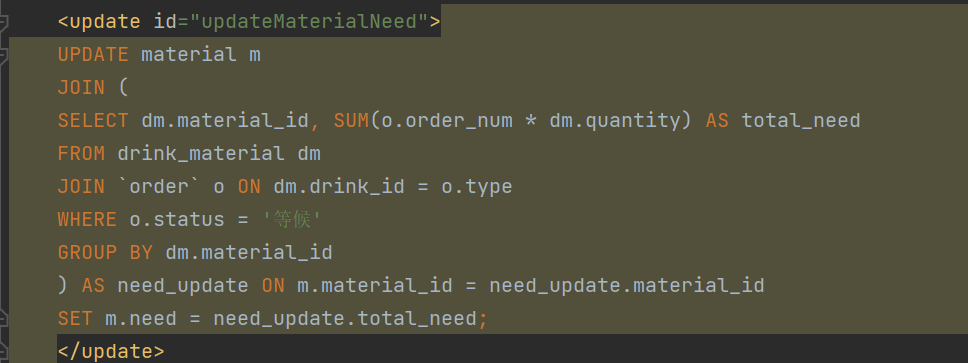 <update id="updateMaterialNeed">
UPDATE material m
JOIN (
SELECT dm.material_id, SUM(o.order_num * dm.quantity) AS total_need
FROM drink_material dm
JOIN `order` o ON dm.drink_id = o.type
WHERE o.status = '等候'
GROUP BY dm.material_id
) AS need_update ON m.material_id = need_update.material_id
SET m.need = need_update.total_need;
</update>